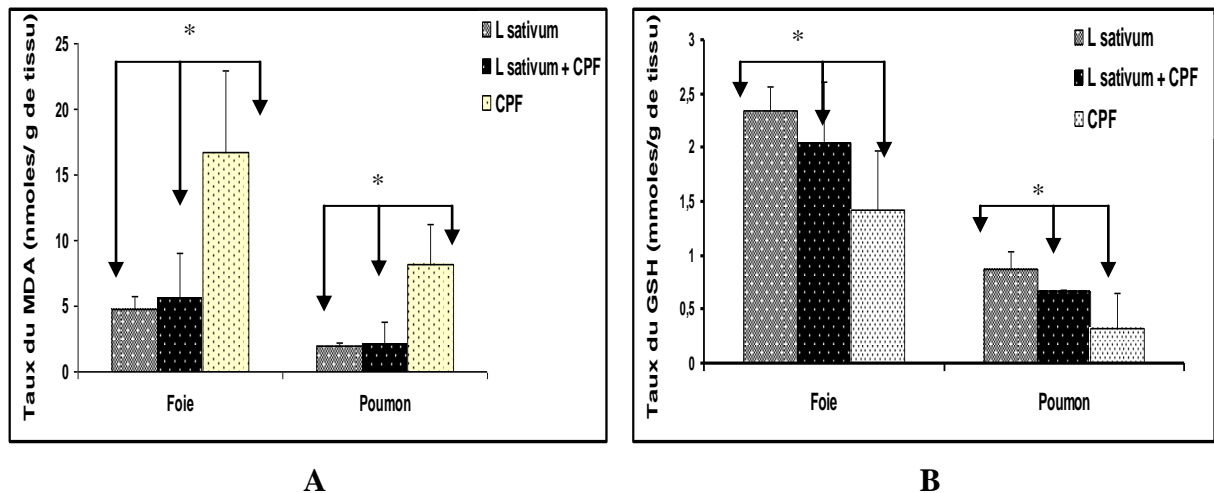 Taux du MDA (nmoles/ g de tissu)
25
20
15
10
5
0
*
*
L sativum
L sativum + CPF
CPF
Foie
Poumon
A
Taux du GSH (mmoles/g de tissu)
3
2,5
2
1,5
1
0,5
0
*
*
L sativum
L sativum + CPF
CPF
Foie
Poumon
B